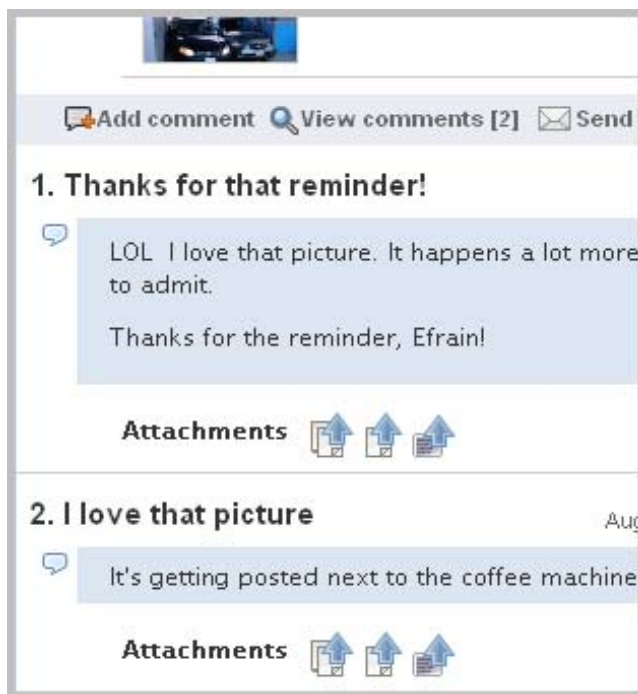 Add comment View comments [2] Send
1. Thanks for that reminder!
LOL I love that picture. It happens a lot more
to admit.
Thanks for the reminder, Efrain!
Attachments
2. I love that picture
Aug
It's getting posted next to the coffee machine
Attachments